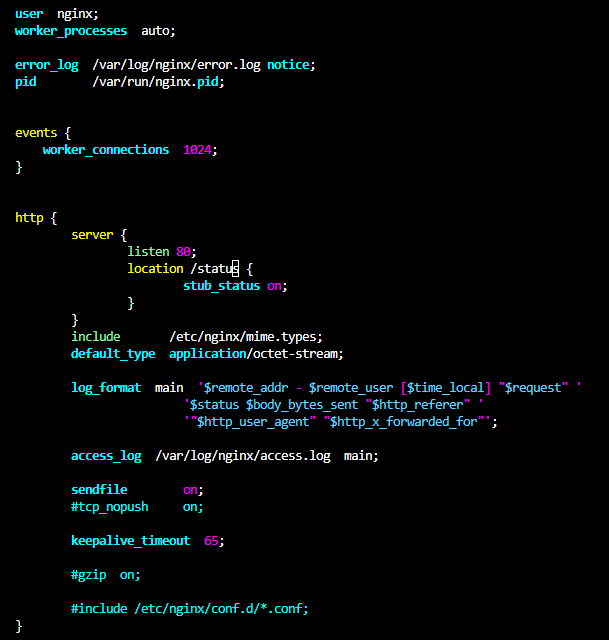 user  nginx;
worker_processes  auto;

error_log  /var/log/nginx/error.log notice;
pid        /var/run/nginx.pid;


events {
    worker_connections  1024;
}


http {
        server {
                listen 80;
                location /status {
                        stub_status on;
                }
        }
        include       /etc/nginx/mime.types;
        default_type  application/octet-stream;

        log_format  main  '$remote_addr - $remote_user [$time_local] "$request" '
                        '$status $body_bytes_sent "$http_referer" '
                        '"$http_user_agent" "$http_x_forwarded_for"';

        access_log  /var/log/nginx/access.log  main;

        sendfile        on;
        #tcp_nopush     on;

        keepalive_timeout  65;

        #gzip  on;

        #include /etc/nginx/conf.d/*.conf;
}